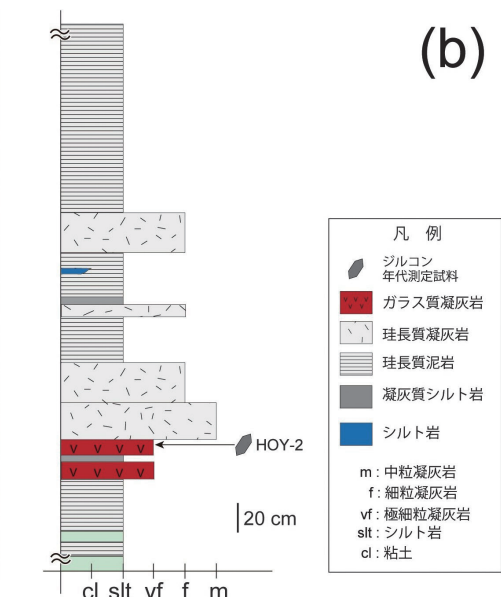 (b)
HOY-2
20 cm
cl slt vf f m
凡 例
ジルコン
年代測定試料
ガラス質凝灰岩
珪長質凝灰岩
珪長質泥岩
凝灰質シルト岩
シルト岩
m : 中粒凝灰岩
f : 細粒凝灰岩
vf : 極細粒凝灰岩
slt: シルト岩
cl : 粘土